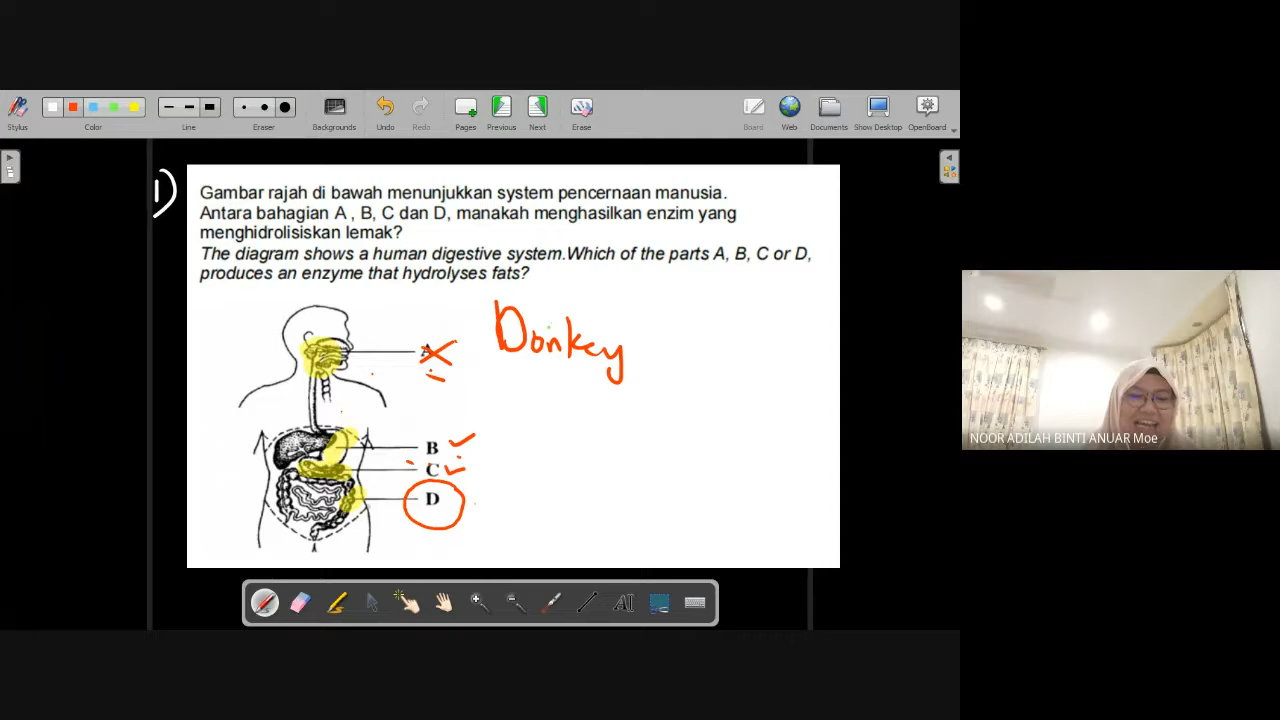 Stylus
Color
Line
Eraser
Backgrounds
Undo
Redo
Pages
Previous
Next
Erase
Board
Web
Documents
Show Desktop
OpenBoard
1)
Gambar rajah di bawah menunjukkan system pencernaan manusia.
Antara bahagian A , B, C dan D, manakah menghasilkan enzim yang
menghidrolisiskan lemak?
The diagram shows a human digestive system.Which of the parts A, B, C or D,
produces an enzyme that hydrolyses fats?
Donkey
A
B
C
D
AI
NOOR ADILAH BINTI ANUAR Moe